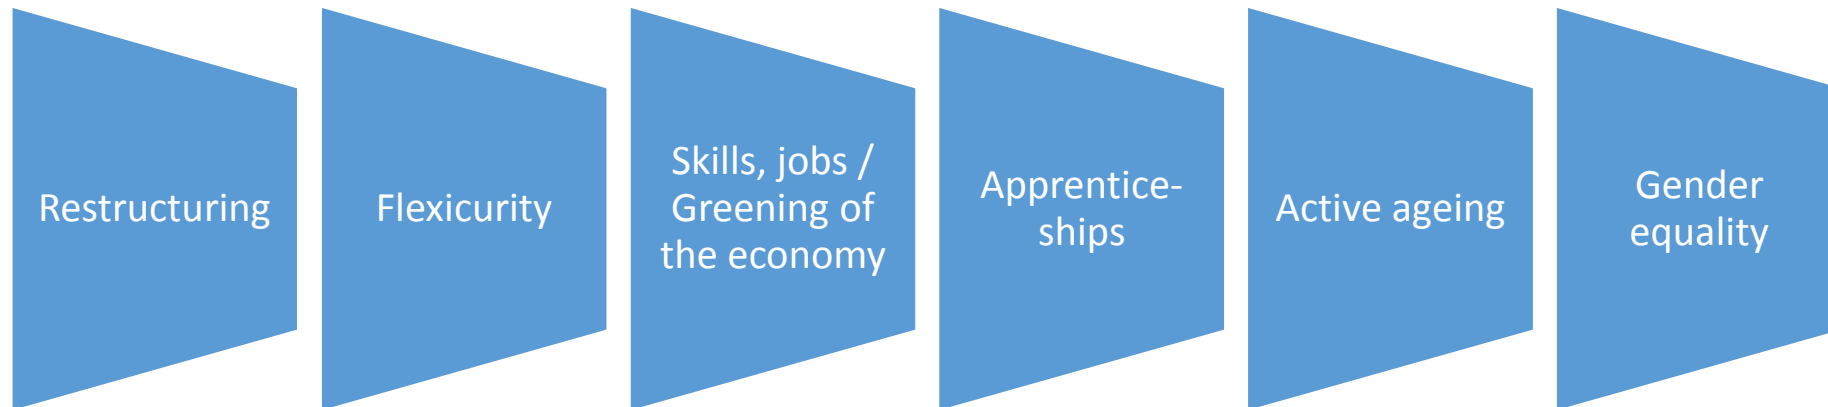 Restructuring
Flexicurity
Skills, jobs /
Greening of
the economy
Apprentice-
ships
Active ageing
Gender
equality